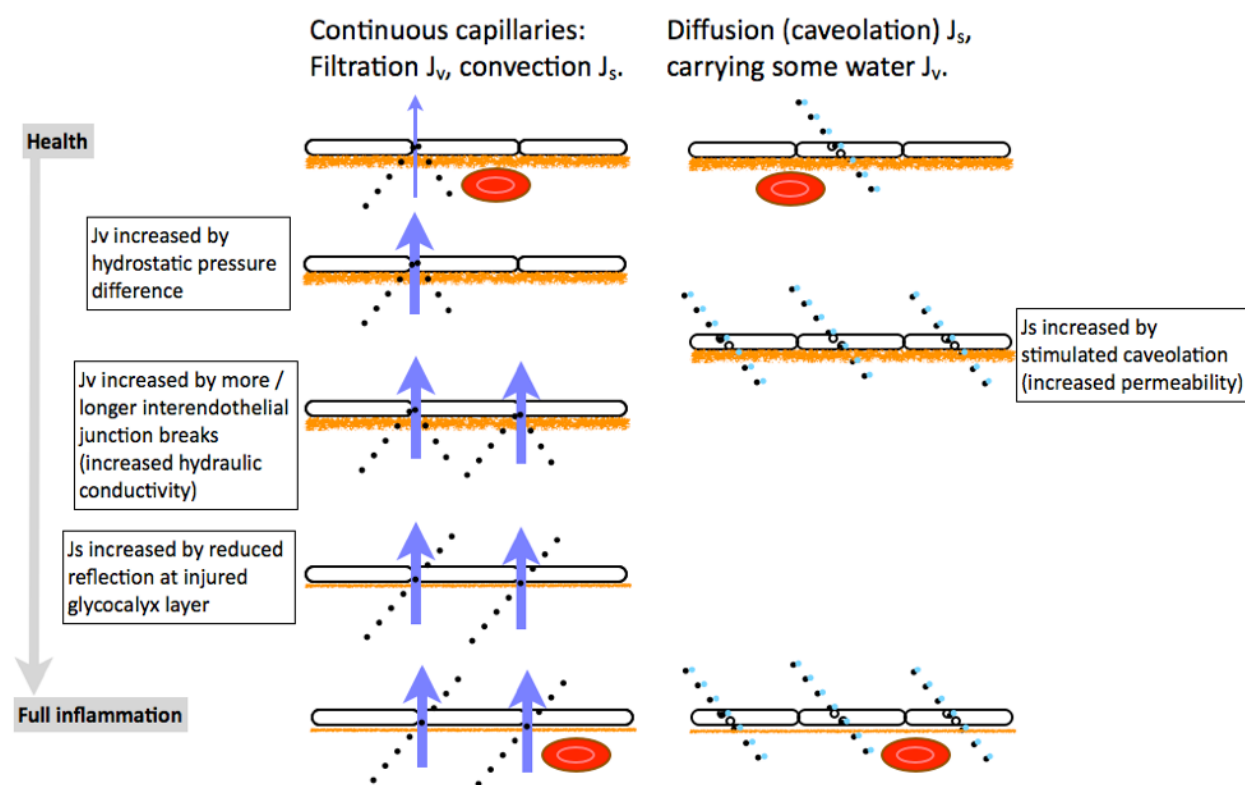 Continuous capillaries:
Filtration Jv, convection Js.
Diffusion (caveolation) Js,
carrying some water Jv.
Health
Jv increased by
hydrostatic pressure
difference
Js increased by
stimulated caveolation
(increased permeability)
Jv increased by more /
longer interendothelial
junction breaks
(increased hydraulic
conductivity)
Js increased by reduced
reflection at injured
glycocalyx layer
Full inflammation